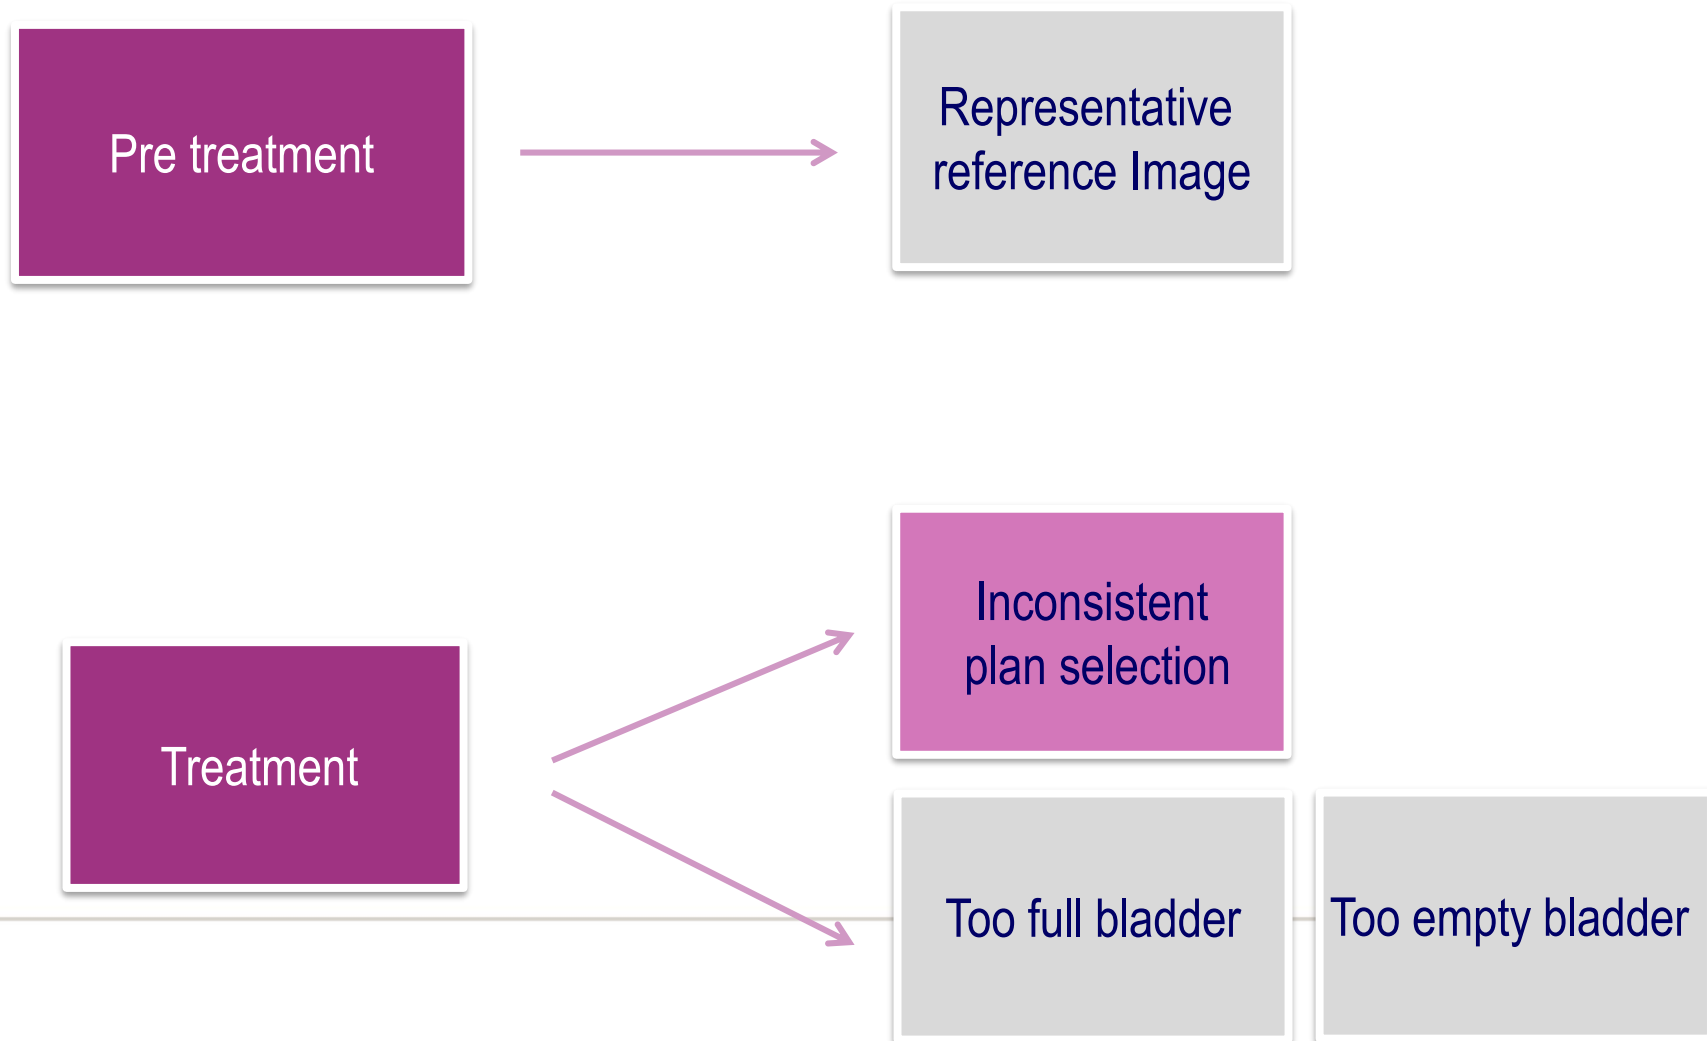 Pre treatment
Representative
reference Image
Inconsistent
plan selection
Treatment
Too full bladder
Too empty bladder